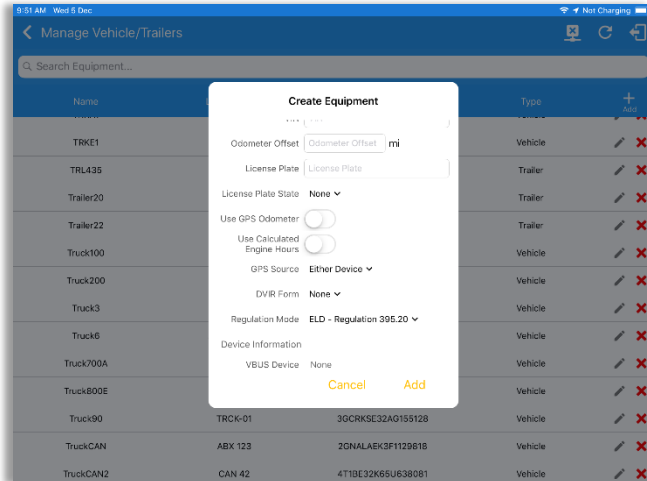 9:51 AM Wed 5 Dec Not Charging
Manage Vehicle/Trailers
Search Equipment...
Name Type Add
Create Equipment
VIN
TRKE1 Vehicle
Odometer Offset Odometer Offset mi
TRL435 Trailer
License Plate License Plate
Trailer20 Trailer
License Plate State None
Trailer22 Trailer
Use GPS Odometer
Use Calculated
Engine Hours
Truck100 Vehicle
GPS Source Either Device
Truck200 Vehicle
DVIR Form None
Truck3 Vehicle
Regulation Mode ELD - Regulation 395.20
Truck6 Vehicle
Device Information
Truck700A Vehicle
VBUS Device None
Cancel Add
Truck800E Vehicle
Truck90 TRCK-01 3GCRKSE32AG155128 Vehicle
TruckCAN ABX 123 2GNALAEK3F1129818 Vehicle
TruckCAN2 CAN 42 4T1BE32K65U638081 Vehicle